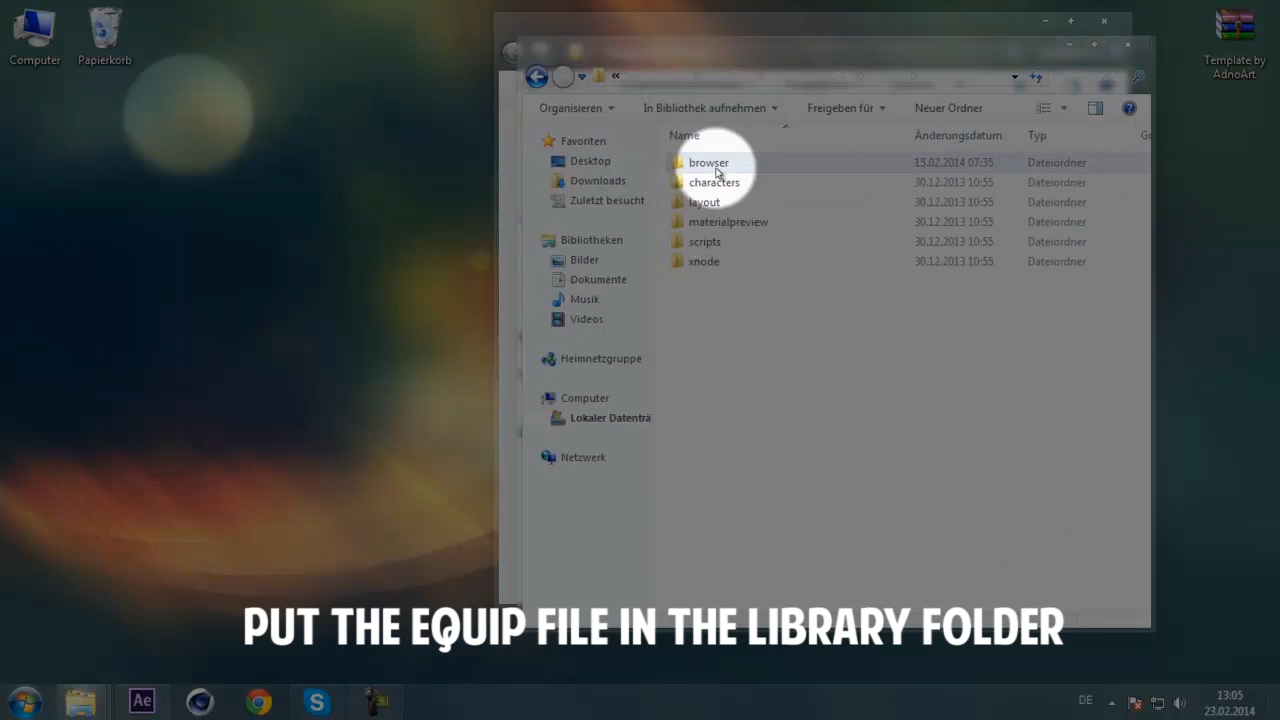 Computer
Papierkorb
Template by
AdnoArt
«
Organisieren
In Bibliothek aufnehmen
Freigeben für
Neuer Ordner
Name
Änderungsdatum
Typ
Gr
Favoriten
Desktop
Downloads
Zuletzt besucht
Bibliotheken
Bilder
Dokumente
Musik
Videos
Heimnetzgruppe
Computer
Lokaler Datenträ
Netzwerk
browser 15.02.2014 07:35 Dateiordner
characters 30.12.2013 10:55 Dateiordner
layout 30.12.2013 10:55 Dateiordner
materialpreview 30.12.2013 10:55 Dateiordner
scripts 30.12.2013 10:55 Dateiordner
xnode 30.12.2013 10:55 Dateiordner
PUT THE EQUIP FILE IN THE LIBRARY FOLDER
Ae
DE
13:05
23.02.2014